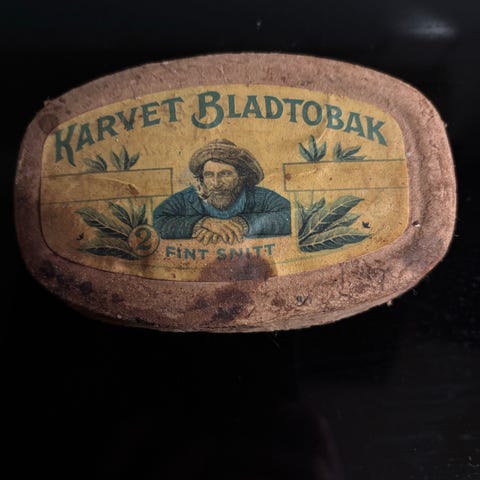 KARVET BLADTOBAK
2
FINT SNITT